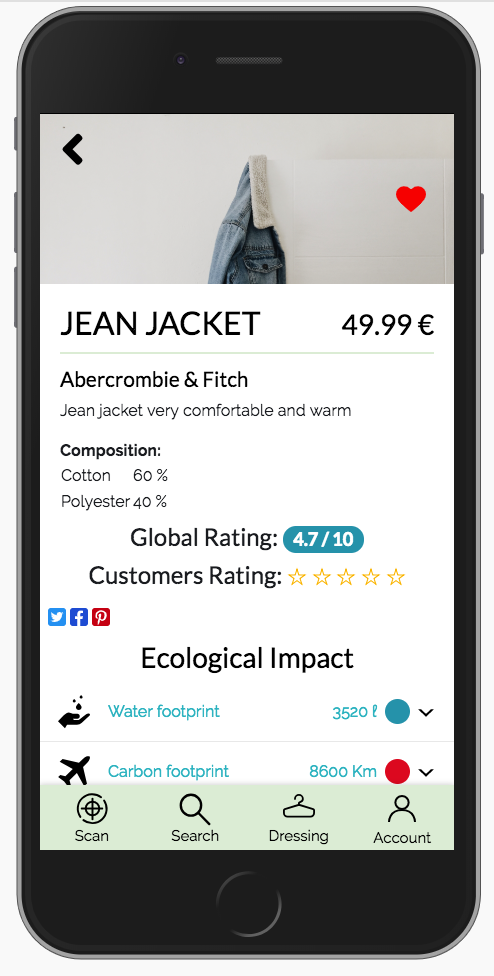 JEAN JACKET 49.99 €
Abercrombie & Fitch
Jean jacket very comfortable and warm
Composition:
Cotton 60 %
Polyester 40 %
Global Rating: 4.7 / 10
Customers Rating: ☆ ☆ ☆ ☆ ☆
Ecological Impact
Water footprint 3520 ℓ
Carbon footprint 8600 Km
Scan Search Dressing Account